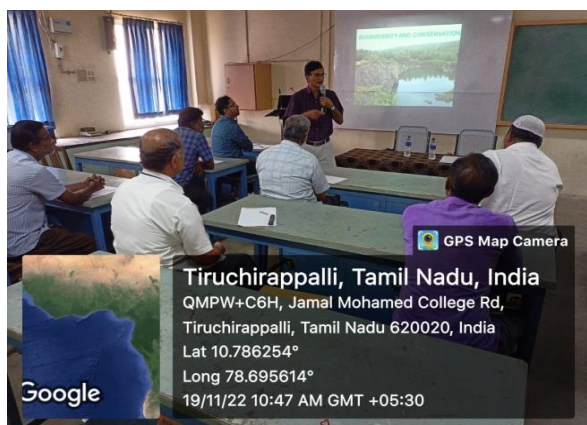 BIODIVERSITY AND CONSERVATION
GPS Map Camera
Tiruchirappalli, Tamil Nadu, India
QMPW+C6H, Jamal Mohamed College Rd,
Tiruchirappalli, Tamil Nadu 620020, India
Lat 10.786254°
Long 78.695614°
19/11/22 10:47 AM GMT +05:30
Google